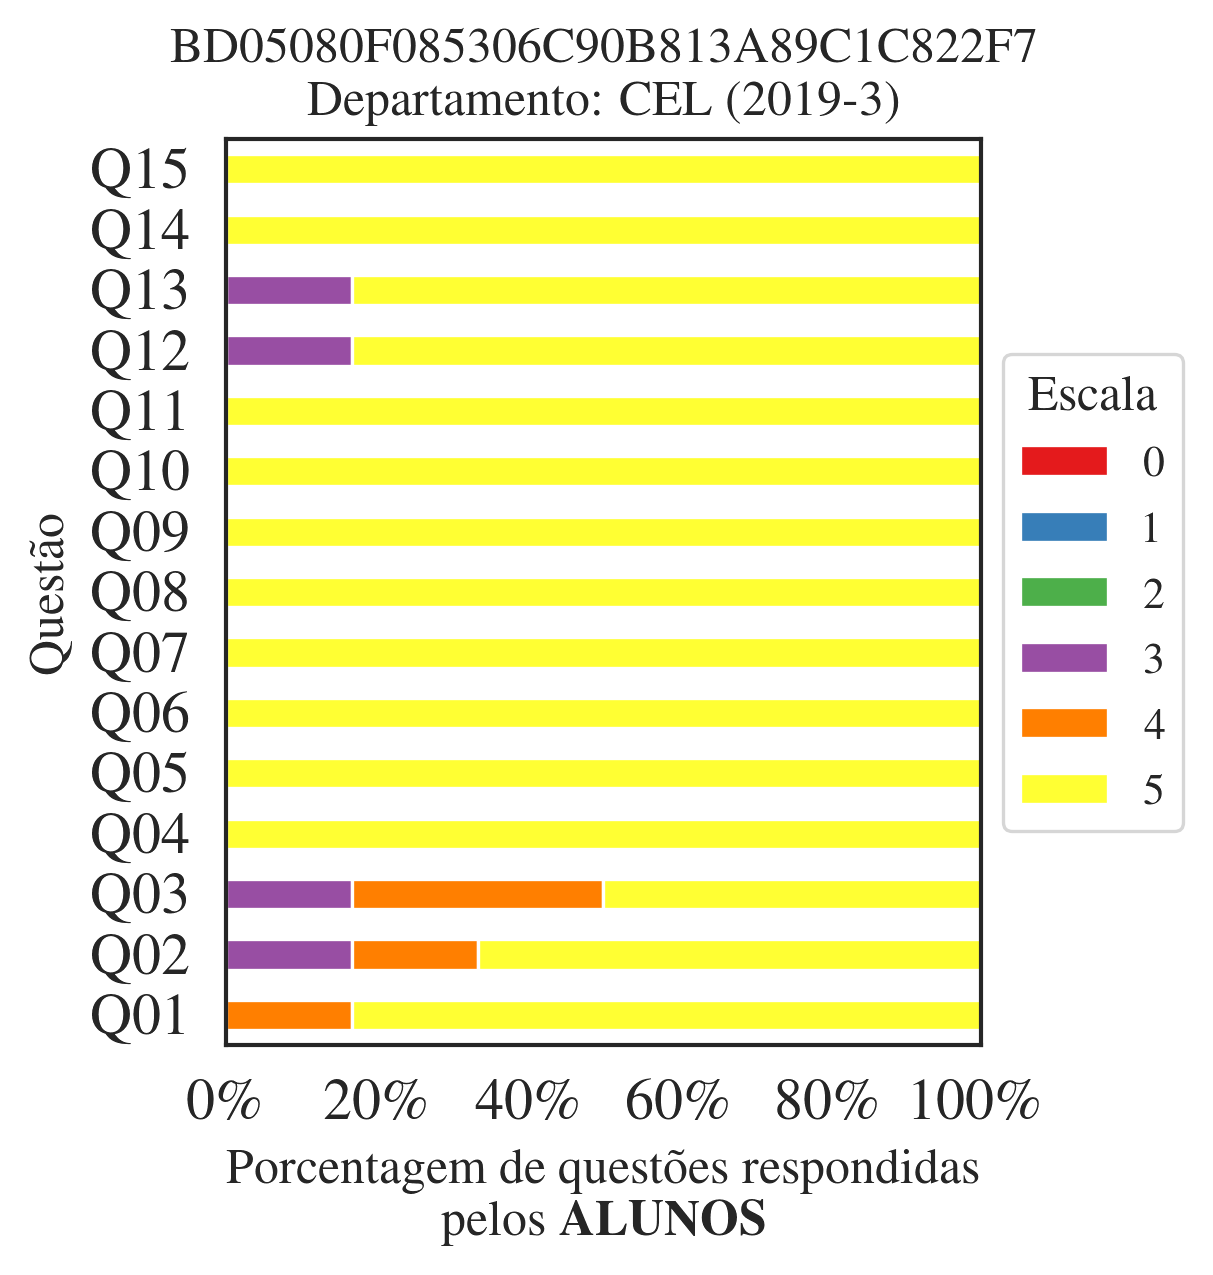 BD05080F085306C90B813A89C1C822F7
Departamento: CEL (2019-3)
Q15
Q14
Q13
Q12
Q11
Q10
Q09
Q08
Q07
Q06
Q05
Q04
Q03
Q02
Q01
Questão
0% 20% 40% 60% 80% 100%
Porcentagem de questões respondidas
pelos ALUNOS
Escala
0
1
2
3
4
5